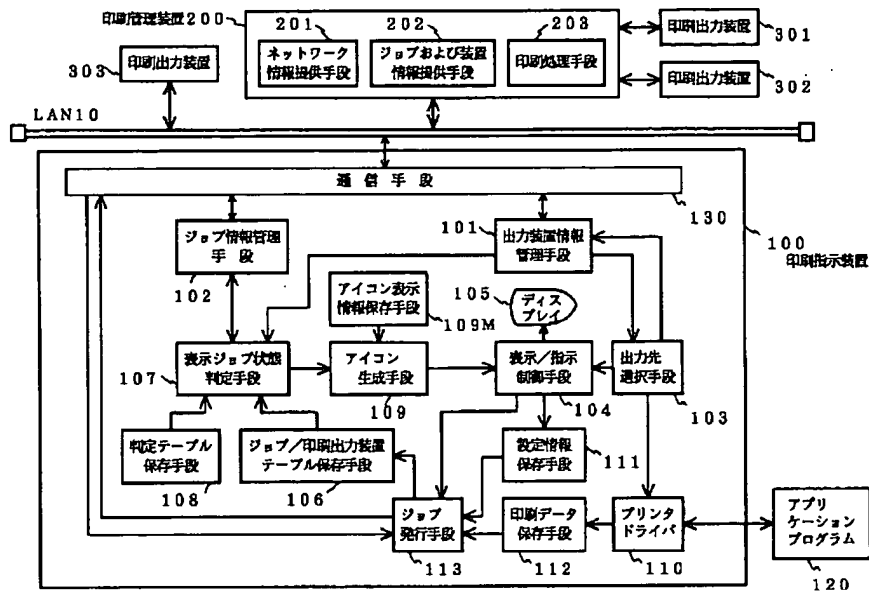 印刷管理装置200
201
202
203
ネットワーク
情報提供手段
ジョブおよび装置
情報提供手段
印刷処理手段
印刷出力装置
301
印刷出力装置
302
303
印刷出力装置
LAN10
通信手段
130
100
印刷指示装置
ジョブ情報管理
手段
102
101
出力装置情報
管理手段
アイコン表示
情報保存手段
109M
105
ディス
プレイ
表示ジョブ状態
判定手段
107
アイコン
生成手段
109
表示/指示
制御手段
104
出力先
選択手段
103
判定テーブル
保存手段
108
ジョブ/印刷出力装置
テーブル保存手段
106
設定情報
保存手段
111
ジョブ
発行手段
113
印刷データ
保存手段
112
プリンタ
ドライバ
110
アプリ
ケーション
プログラム
120